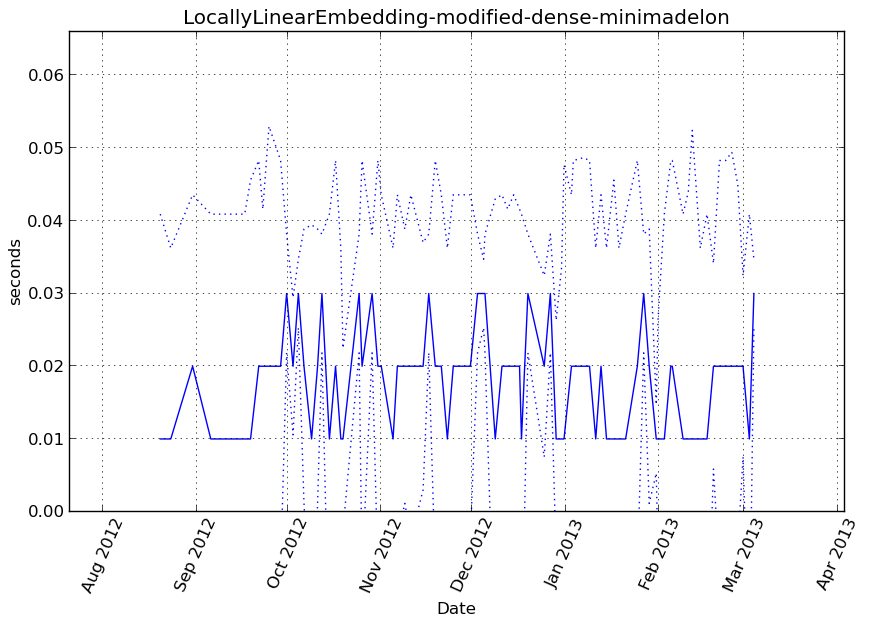 LocallyLinearEmbedding-modified-dense-minimadelon
0.06
0.05
0.04
0.03
0.02
0.01
0.00
seconds
Aug 2012
Sep 2012
Oct 2012
Nov 2012
Dec 2012
Jan 2013
Feb 2013
Mar 2013
Apr 2013
Date